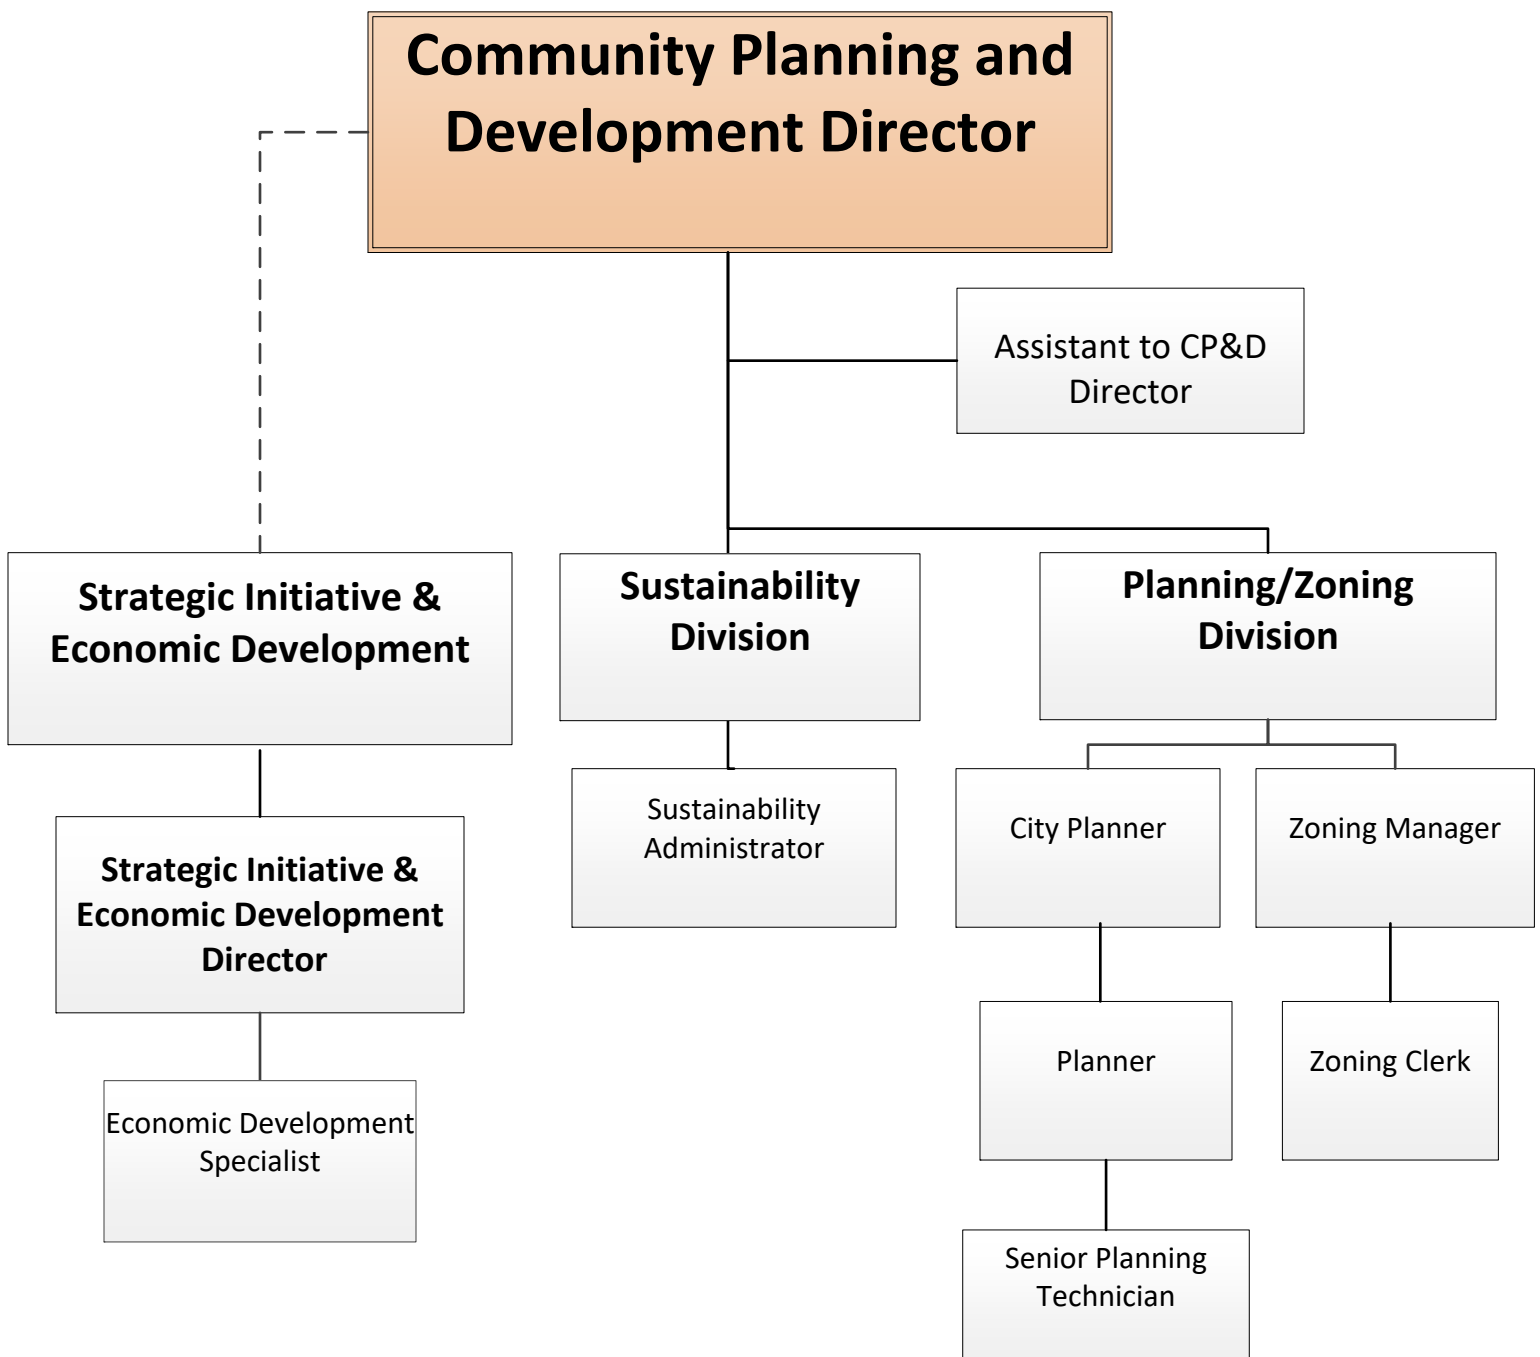 Community Planning and
Development Director
Assistant to CP&D
Director
Strategic Initiative &
Economic Development
Sustainability
Division
Planning/Zoning
Division
Strategic Initiative &
Economic Development
Director
Sustainability
Administrator
City Planner
Zoning Manager
Economic Development
Specialist
Planner
Zoning Clerk
Senior Planning
Technician